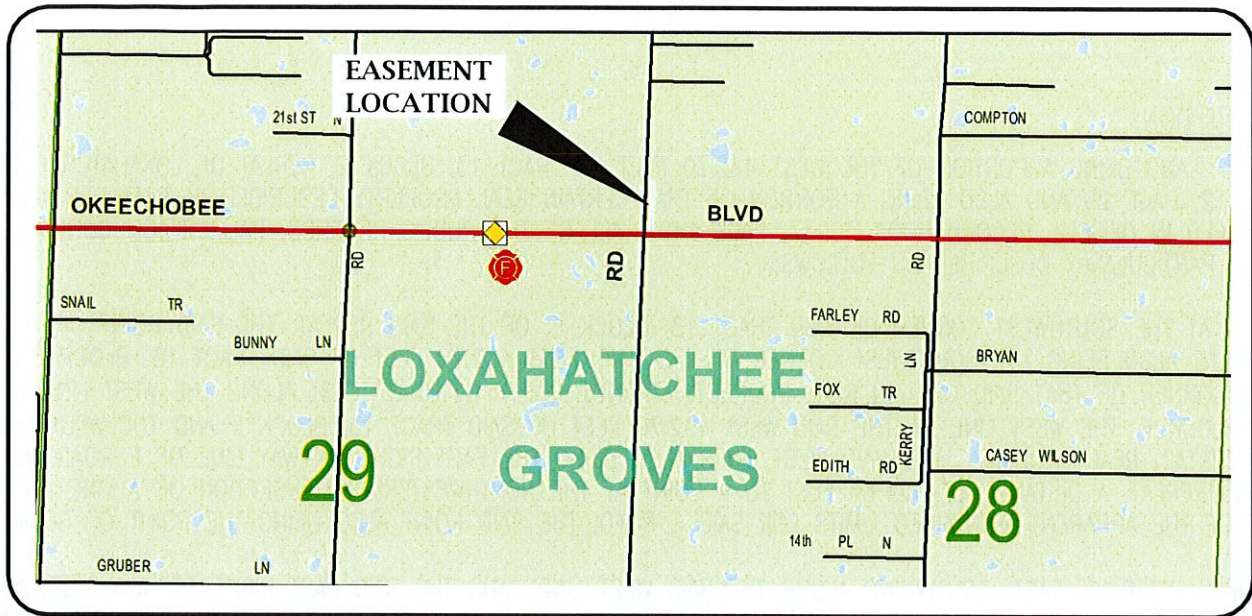 EASEMENT
LOCATION
21st ST N
COMPTON
OKEECHOBEE
BLVD
RD
RD
RD
SNAIL TR
FARLEY RD
BUNNY LN
LN
BRYAN
LOXAHATCHEE
FOX TR
GROVES
KERRY
29
EDITH RD
CASEY WILSON
28
14th PL N
GRUBER LN
F